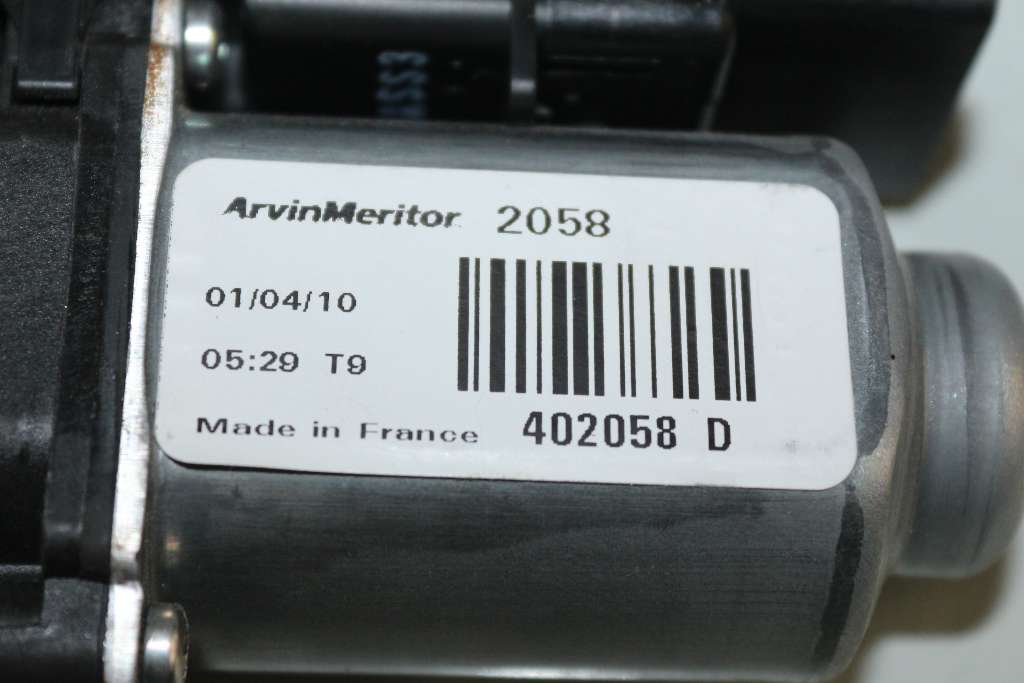 ArvinMeritor 2058
01/04/10
05:29 T9
Made in France 402058 D